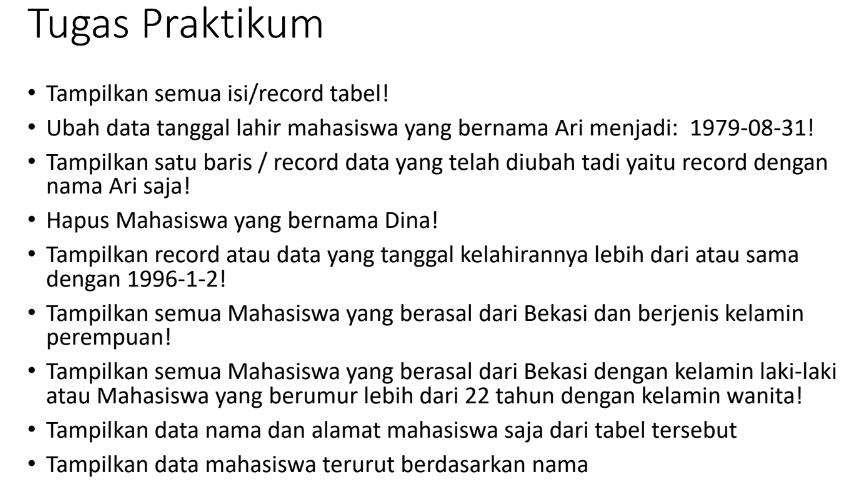 Tugas Praktikum
• Tampilkan semua isi/record tabel!
• Ubah data tanggal lahir mahasiswa yang bernama Ari menjadi:  1979-08-31!
• Tampilkan satu baris / record data yang telah diubah tadi yaitu record dengan
nama Ari saja!
• Hapus Mahasiswa yang bernama Dina!
• Tampilkan record atau data yang tanggal kelahirannya lebih dari atau sama
dengan 1996-1-2!
• Tampilkan semua Mahasiswa yang berasal dari Bekasi dan berjenis kelamin
perempuan!
• Tampilkan semua Mahasiswa yang berasal dari Bekasi dengan kelamin laki-laki
atau Mahasiswa yang berumur lebih dari 22 tahun dengan kelamin wanita!
• Tampilkan data nama dan alamat mahasiswa saja dari tabel tersebut
• Tampilkan data mahasiswa terurut berdasarkan nama